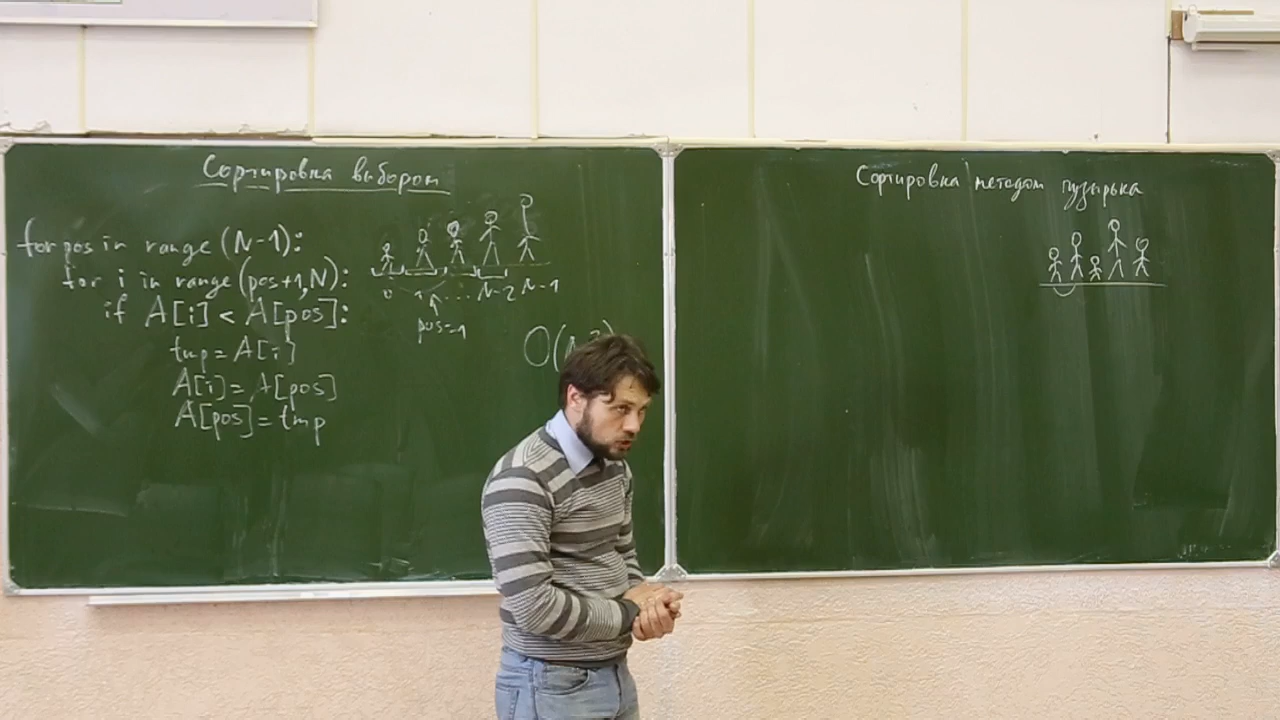 Сортировка выбором
for pos in range (N-1):
for i in range(pos+1,N):
if A[i] < A[pos]:
tmp = A[i]
A[i] = A[pos]
A[pos] = tmp
0 1 ... N-2 N-1
pos=1
Сортировка методом пузырька